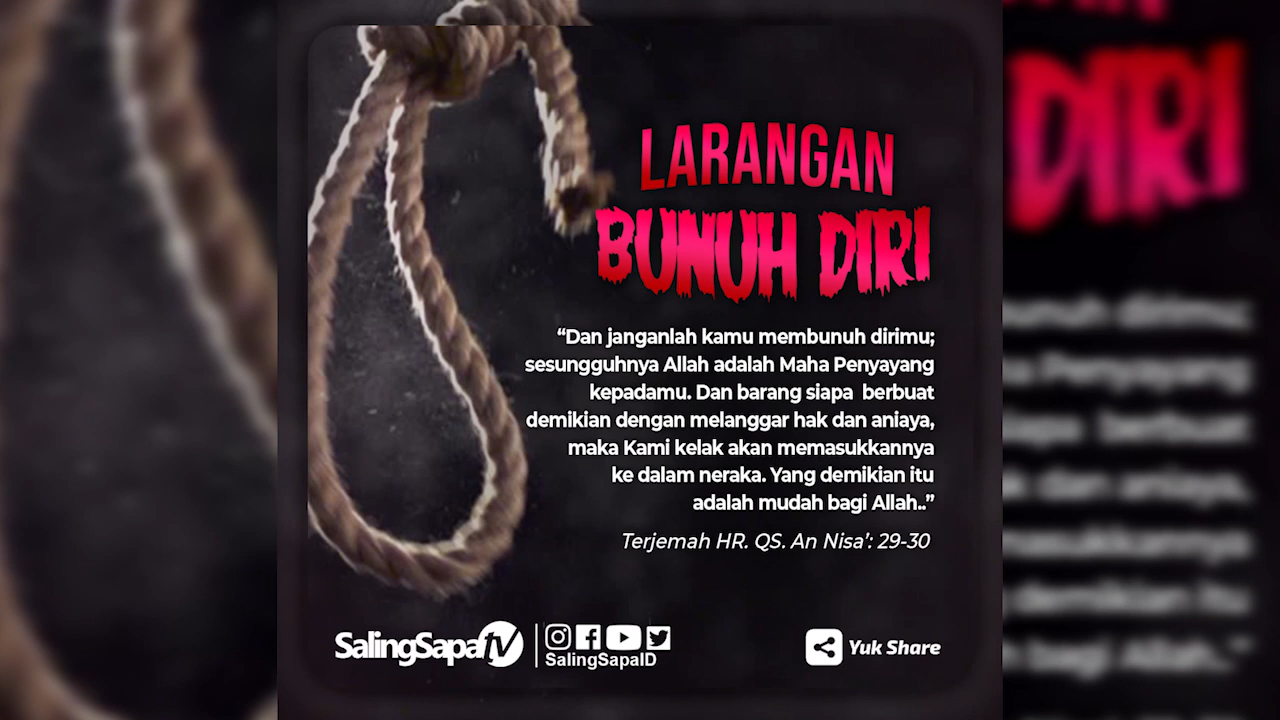 LARANGAN
BUNUH DIRI
“Dan janganlah kamu membunuh dirimu;
sesungguhnya Allah adalah Maha Penyayang
kepadamu. Dan barang siapa  berbuat
demikian dengan melanggar hak dan aniaya,
maka Kami kelak akan memasukkannya
ke dalam neraka. Yang demikian itu
adalah mudah bagi Allah..”
Terjemah HR. QS. An Nisa’: 29-30
SalingSapa tv
SalingSapaID
Yuk Share